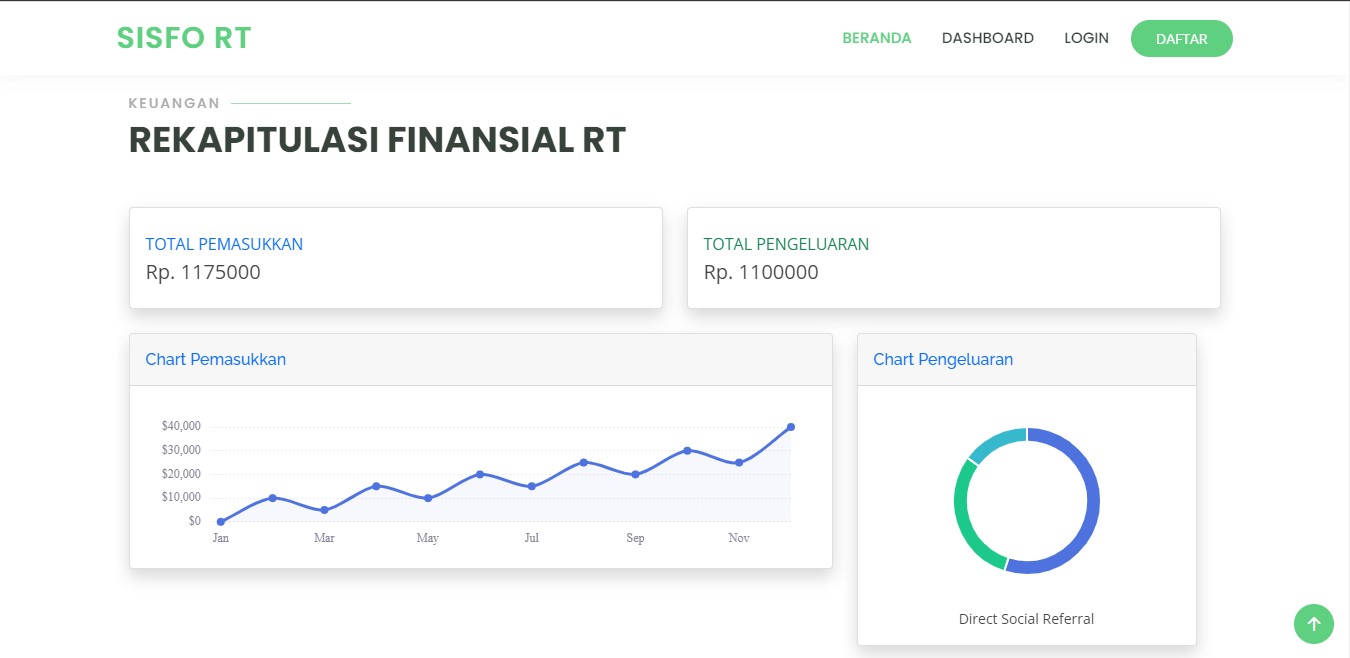 SISFO RT
BERANDA DASHBOARD LOGIN DAFTAR
KEUANGAN
REKAPITULASI FINANSIAL RT
TOTAL PEMASUKKAN
Rp. 1175000
TOTAL PENGELUARAN
Rp. 1100000
Chart Pemasukkan
$40,000
$30,000
$20,000
$10,000
$0
Jan Mar May Jul Sep Nov
Chart Pengeluaran
Direct Social Referral